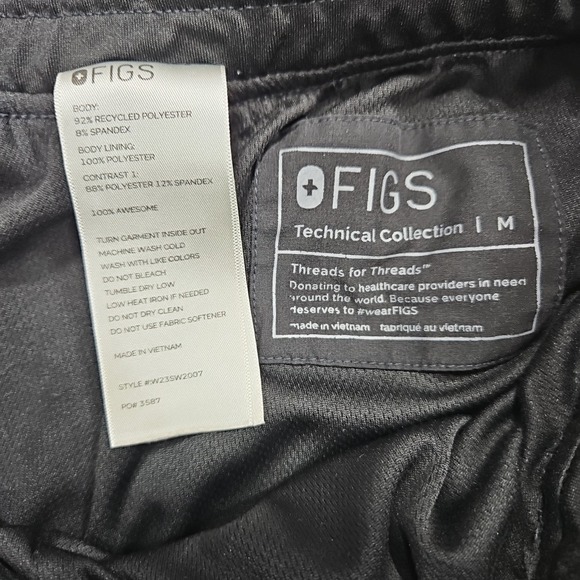 FIGS
BODY:
92% RECYCLED POLYESTER
8% SPANDEX
BODY LINING:
100% POLYESTER
CONTRAST 1:
88% POLYESTER 12% SPANDEX
100% AWESOME
TURN GARMENT INSIDE OUT
MACHINE WASH COLD
WASH WITH LIKE COLORS
DO NOT BLEACH
TUMBLE DRY LOW
LOW HEAT IRON IF NEEDED
DO NOT DRY CLEAN
DO NOT USE FABRIC SOFTENER
MADE IN VIETNAM
STYLE #:W23SW2007
PO# 3587
FIGS
Technical Collection | M
Threads for Threads™
Donating to healthcare providers in need
around the world. Because everyone
deserves to #wearFIGS
made in vietnam fabriqué au vietnam